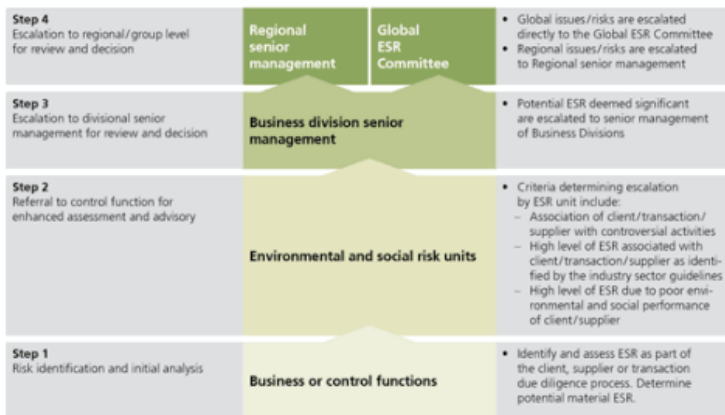 Step 4
Escalation to regional/group level
for review and decision
Regional
senior
management
Global
ESR
Committee
• Global issues/risks are escalated
directly to the Global ESR Committee
• Regional issues/risks are escalated
to Regional senior management
Step 3
Escalation to divisional senior
management for review and decision
Business division senior
management
• Potential ESR deemed significant
are escalated to senior management
of Business Divisions
Step 2
Referral to control function for
enhanced assessment and advisory
Environmental and social risk units
• Criteria determining escalation
by ESR unit include:
– Association of client/transaction/
supplier with controversial activities
– High level of ESR associated with
client/transaction/supplier as identi-
fied by the industry sector guidelines
– High level of ESR due to poor envi-
ronmental and social performance
of client/supplier
Step 1
Risk identification and initial analysis
Business or control functions
• Identify and assess ESR as part of
the client, supplier or transaction
due diligence process. Determine
potential material ESR.